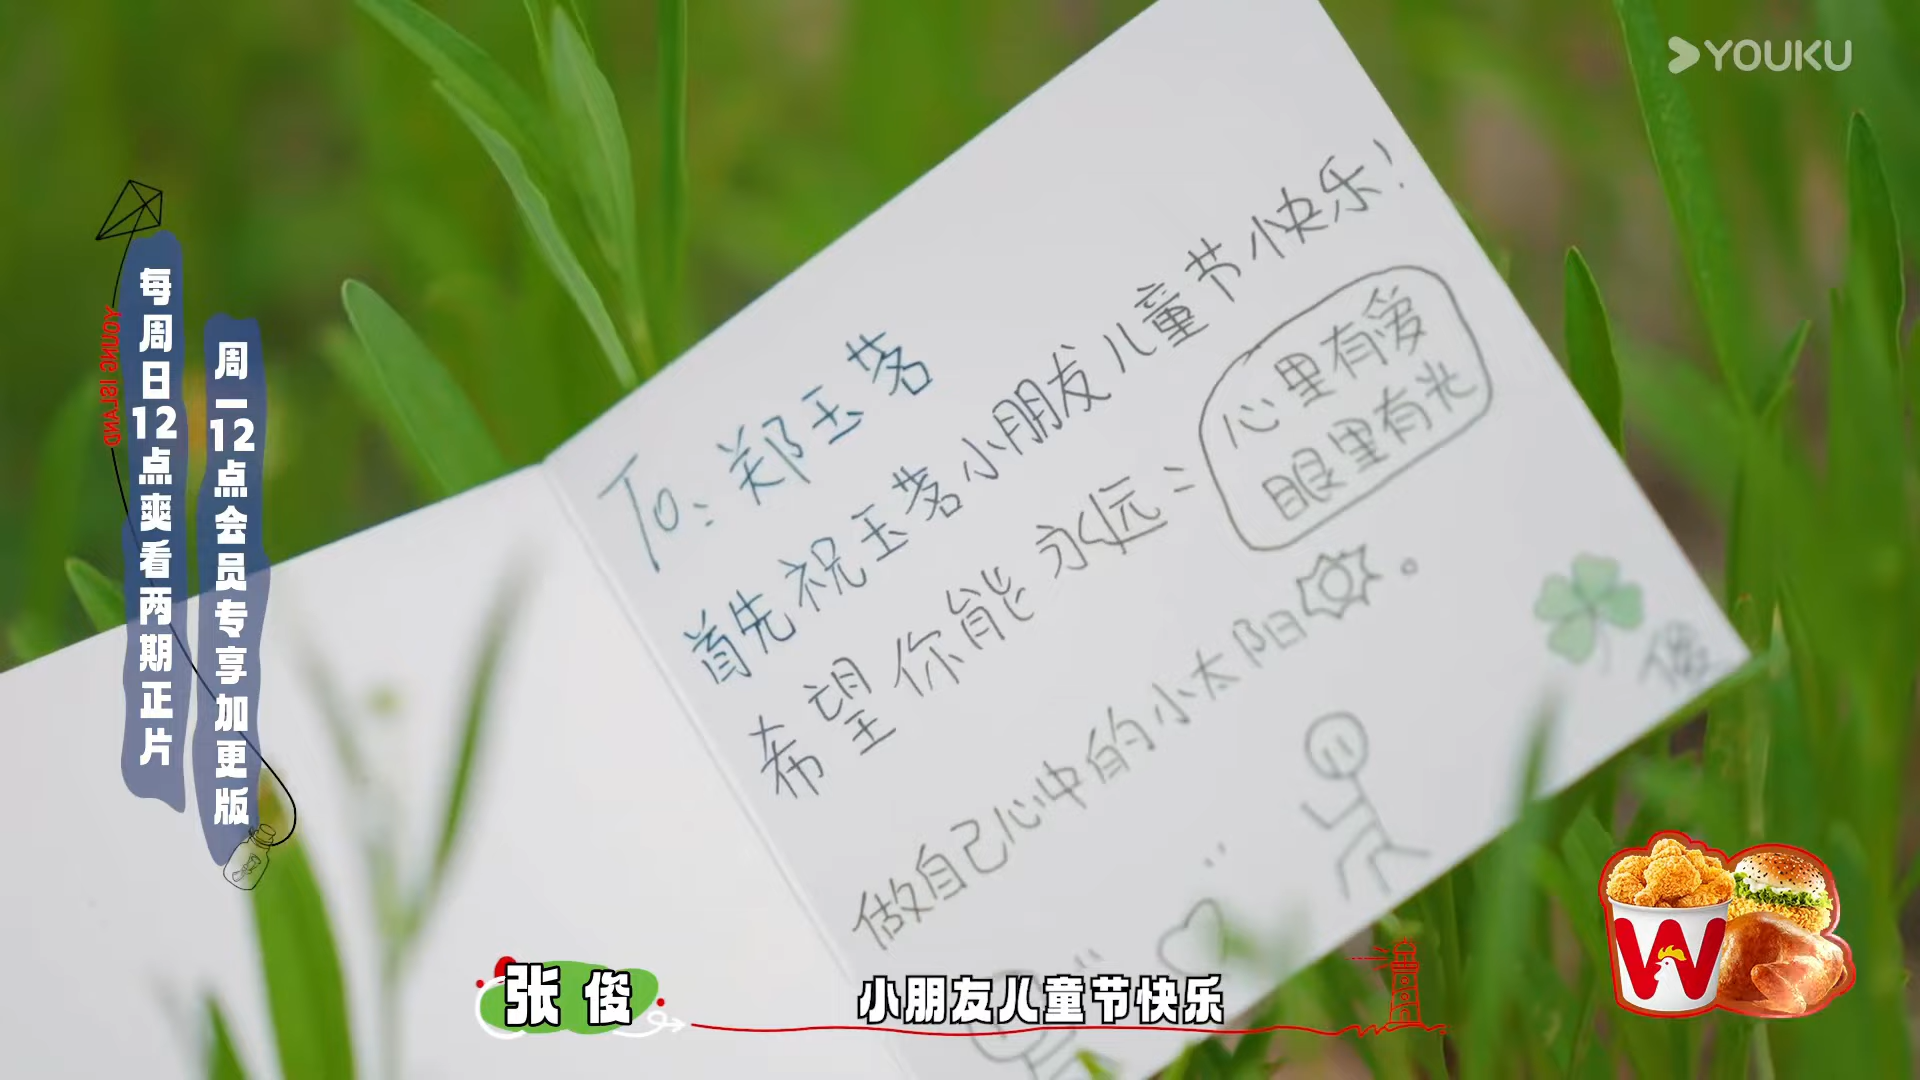 YOUKU
每周日12点爽看两期正片
周一12点会员专享加更版
YOUNG ISLAND
To: 郑玉茗
首先祝玉茗小朋友儿童节快乐!
希望你能永远:
心里有爱
眼里有光
做自己心中的小太阳。
俊
张俊
小朋友儿童节快乐
W